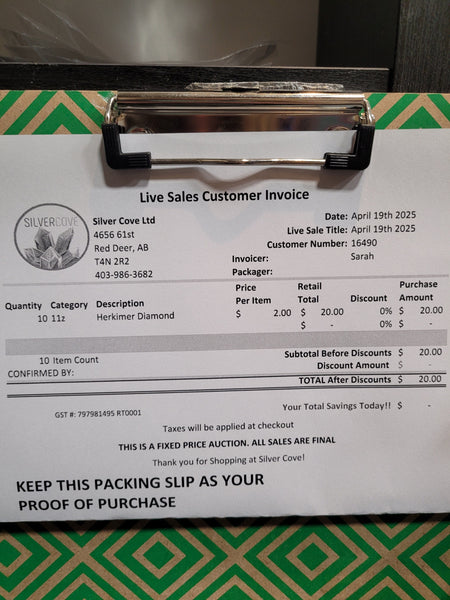 Live Sales Customer Invoice
SILVERCOVE
Silver Cove Ltd
4656 61st
Red Deer, AB
T4N 2R2
403-986-3682
Date: April 19th 2025
Live Sale Title: April 19th 2025
Customer Number: 16490
Invoicer: Sarah
Packager:
Quantity Category Description Price Per Item Retail Total Discount Purchase Amount
10 11z Herkimer Diamond $ 2.00 $ 20.00 0% $ 20.00
$ - 0% $ -
10 Item Count
Subtotal Before Discounts $ 20.00
CONFIRMED BY:
Discount Amount $ -
TOTAL After Discounts $ 20.00
GST #: 797981495 RT0001
Your Total Savings Today!! $ -
Taxes will be applied at checkout
THIS IS A FIXED PRICE AUCTION. ALL SALES ARE FINAL
Thank you for Shopping at Silver Cove!
KEEP THIS PACKING SLIP AS YOUR
PROOF OF PURCHASE